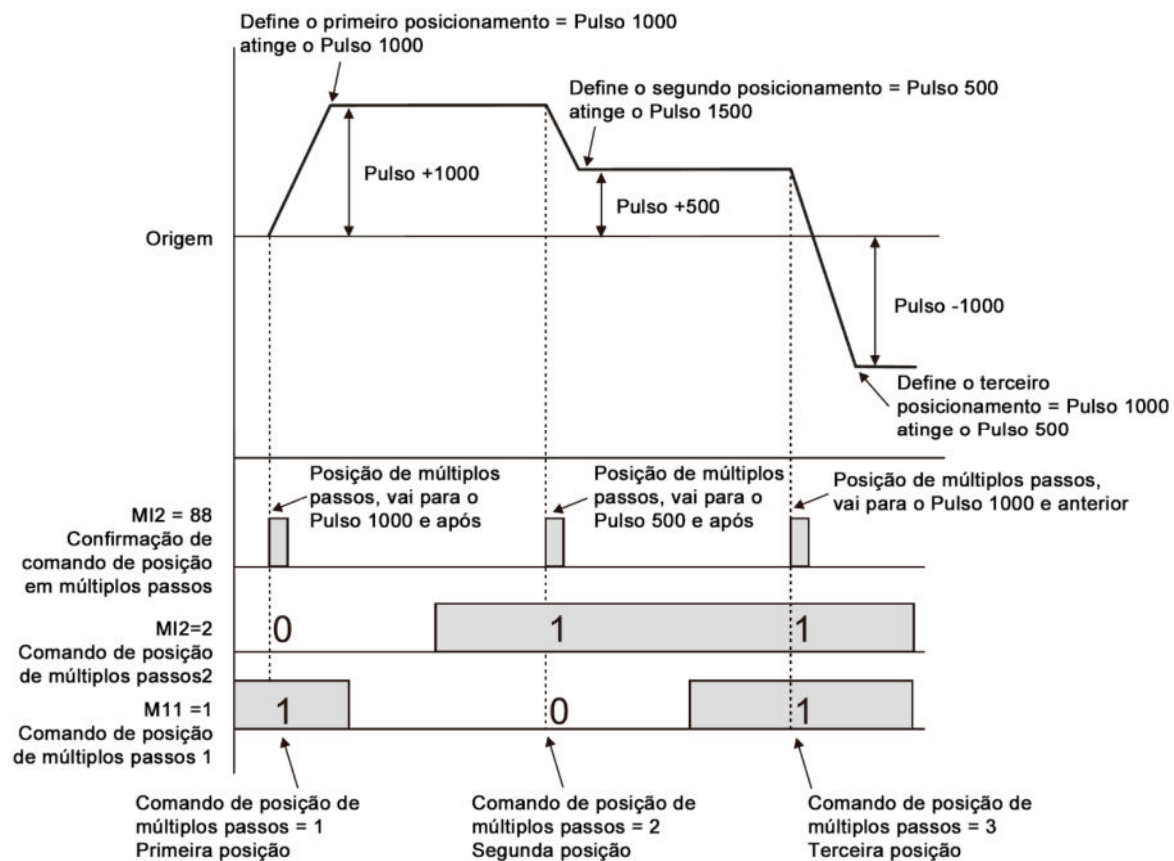 Define o primeiro posicionamento = Pulso 1000
atinge o Pulso 1000
Define o segundo posicionamento = Pulso 500
atinge o Pulso 1500
Pulso +1000
Pulso +500
Origem
Pulso -1000
Define o terceiro
posicionamento = Pulso 1000
atinge o Pulso 500
Posição de múltiplos
passos, vai para o
Pulso 1000 e após
Posição de múltiplos
passos, vai para o
Pulso 500 e após
Posição de múltiplos passos,
vai para o Pulso 1000 e anterior
MI2 = 88
Confirmação de
comando de posição
em múltiplos passos
MI2=2
Comando de posição
de múltiplos passos2
0
1
1
M11 =1
Comando de posição
de múltiplos passos 1
1
0
1
Comando de posição de
múltiplos passos = 1
Primeira posição
Comando de posição de
múltiplos passos = 2
Segunda posição
Comando de posição de
múltiplos passos = 3
Terceira posição